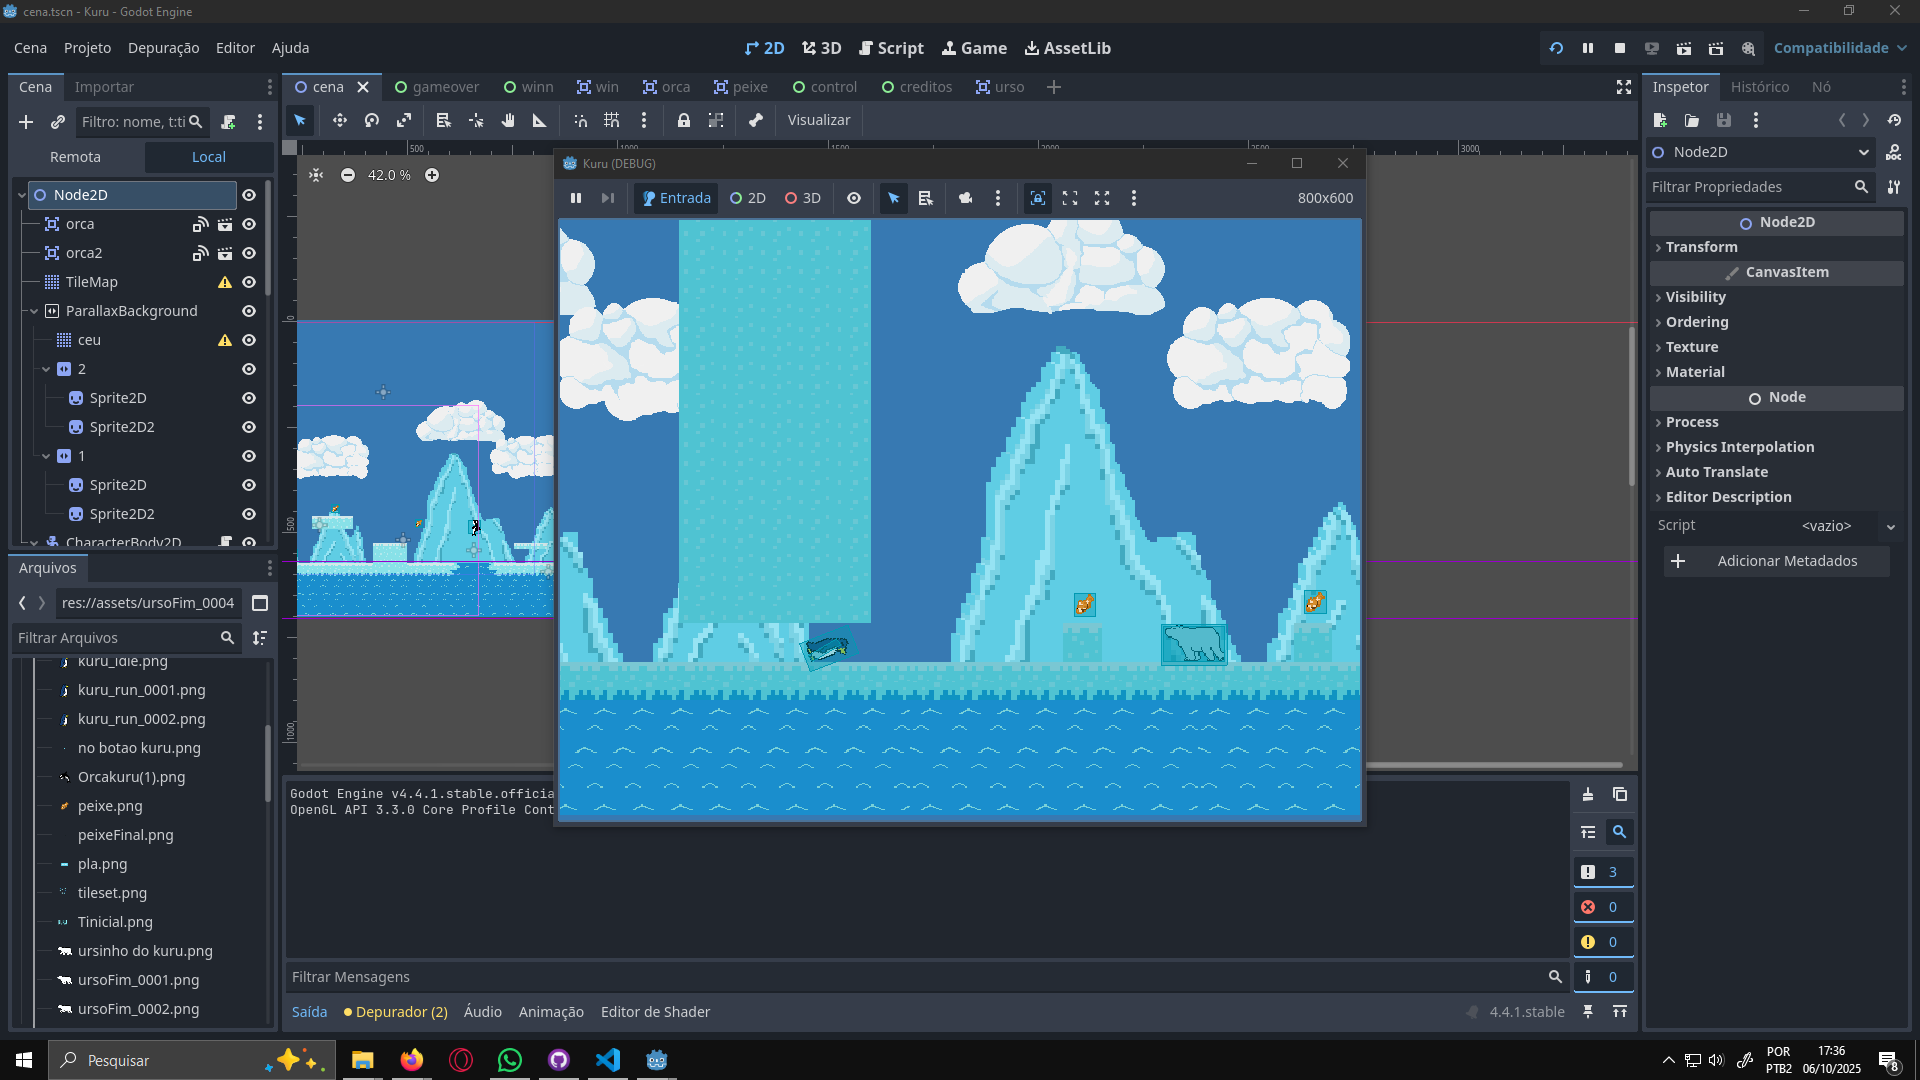 cena.tscn - Kuru - Godot Engine
Cena Projeto Depuração Editor Ajuda
2D 3D Script Game AssetLib
Compatibilidade
Cena Importar
cena gameover winn win orca peixe control creditos urso
Inspetor Histórico Nó
Filtro: nome, t:ti
Visualizar
Remota Local
500 1500 2500 3000
Kuru (DEBUG)
Node2D
42.0 %
Filtrar Propriedades
Entrada 2D 3D 800x600
Node2D
orca
orca2
TileMap
ParallaxBackground
ceu
2
Sprite2D
Sprite2D2
1
Sprite2D
Sprite2D2
CharacterBody2D
0
500
1000
Node2D
Transform
CanvasItem
Visibility
Ordering
Texture
Material
Node
Process
Physics Interpolation
Auto Translate
Editor Description
Script <vazio>
Adicionar Metadados
Arquivos
res://assets/ursoFim_0004
Filtrar Arquivos
kuru_idle.png
kuru_run_0001.png
kuru_run_0002.png
no botao kuru.png
Orcakuru(1).png
peixe.png
peixeFinal.png
pla.png
tileset.png
Tinicial.png
ursinho do kuru.png
ursoFim_0001.png
ursoFim_0002.png
Godot Engine v4.4.1.stable.officia
OpenGL API 3.3.0 Core Profile Cont
3
0
0
0
Filtrar Mensagens
Saída Depurador (2) Áudio Animação Editor de Shader
4.4.1.stable
Pesquisar
POR
PTB2
17:36
06/10/2025
8